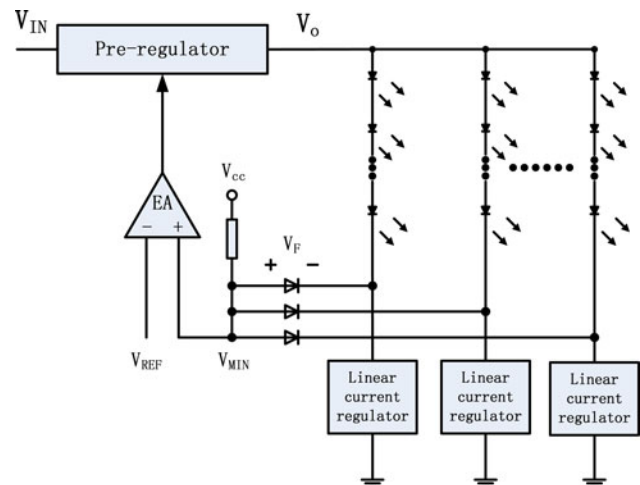 V_IN
Pre-regulator
V_o
V_cc
EA
− +
V_F
+ −
V_REF
V_MIN
Linear
current
regulator
Linear
current
regulator
Linear
current
regulator